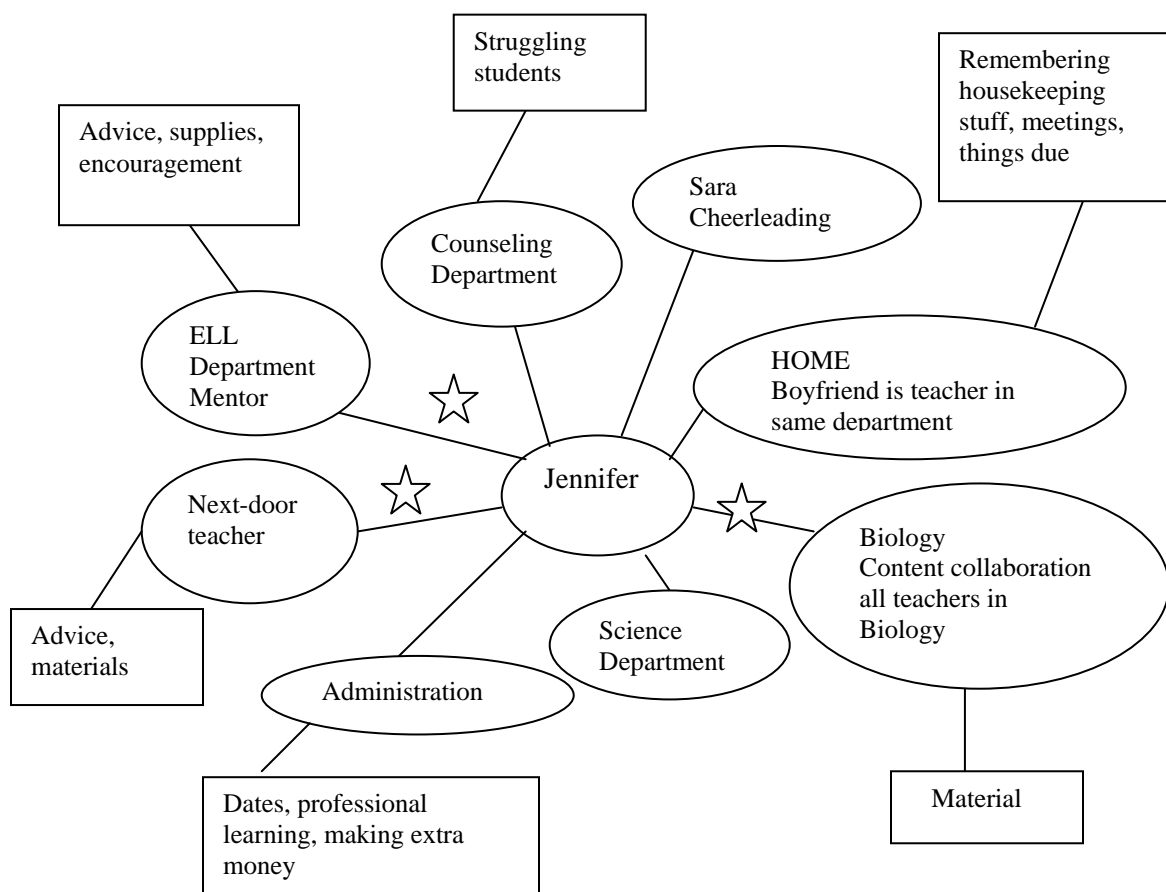 Struggling
students
Remembering
housekeeping
stuff, meetings,
things due
Advice, supplies,
encouragement
Sara
Cheerleading
Counseling
Department
ELL
Department
Mentor
HOME
Boyfriend is teacher in
same department
Jennifer
Next-door
teacher
Biology
Content collaboration
all teachers in
Biology
Advice,
materials
Science
Department
Administration
Dates, professional
learning, making extra
money
Material